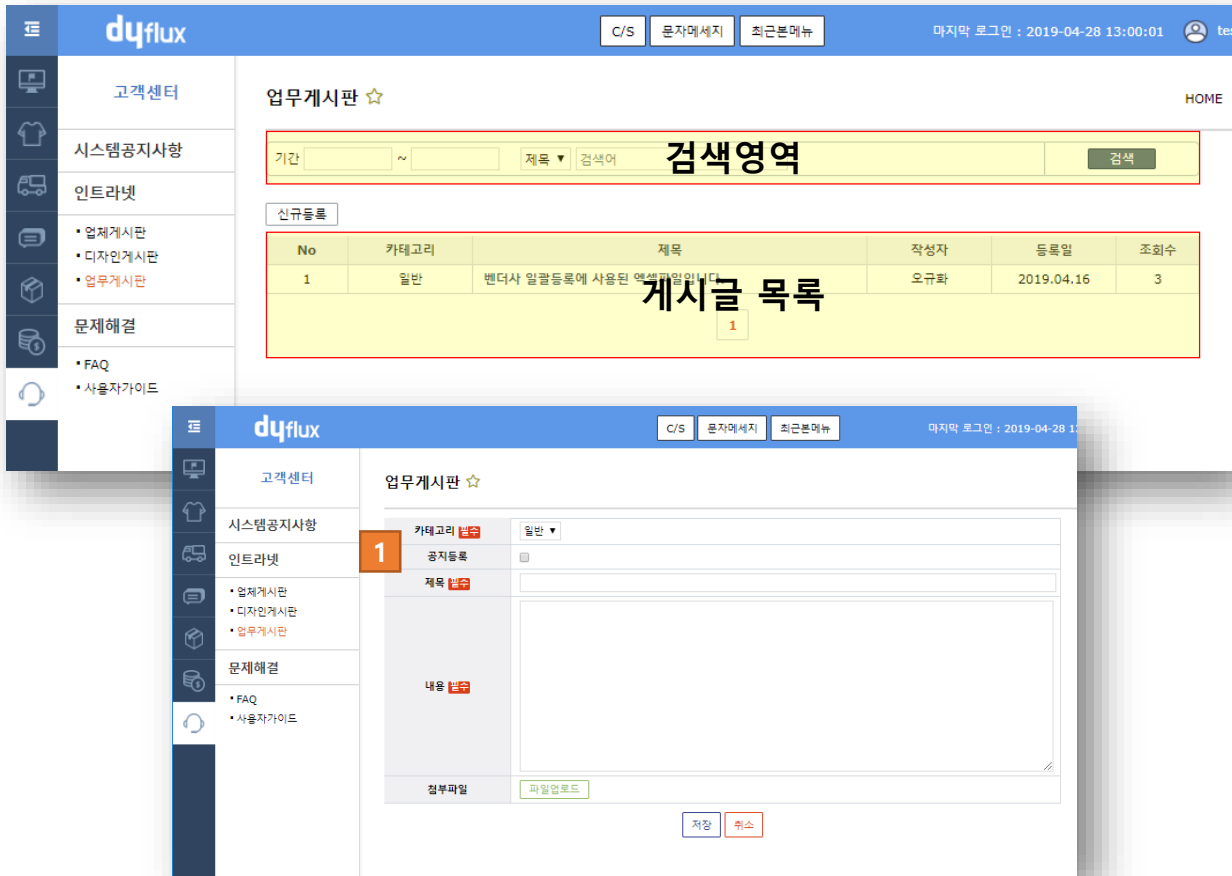 dyflux
C/S 문자메세지 최근본메뉴
마지막 로그인 : 2019-04-28 13:00:01
고객센터
시스템공지사항
인트라넷
• 업체게시판
• 디자인게시판
• 업무게시판
문제해결
• FAQ
• 사용자가이드
업무게시판 ☆
HOME
기간 ~ 제목 ▼ 검색어 검색
검색영역
신규등록
No 카테고리 제목 작성자 등록일 조회수
1 일반 벤더사 일괄등록에 사용된 엑셀파일입니다. 오규화 2019.04.16 3
게시글 목록
1
dyflux
C/S 문자메세지 최근본메뉴
마지막 로그인 : 2019-04-28
고객센터
시스템공지사항
인트라넷
• 업체게시판
• 디자인게시판
• 업무게시판
문제해결
• FAQ
• 사용자가이드
업무게시판 ☆
1
카테고리 필수 일반 ▼
공지등록
제목 필수
내용 필수
첨부파일 파일업로드
저장 취소